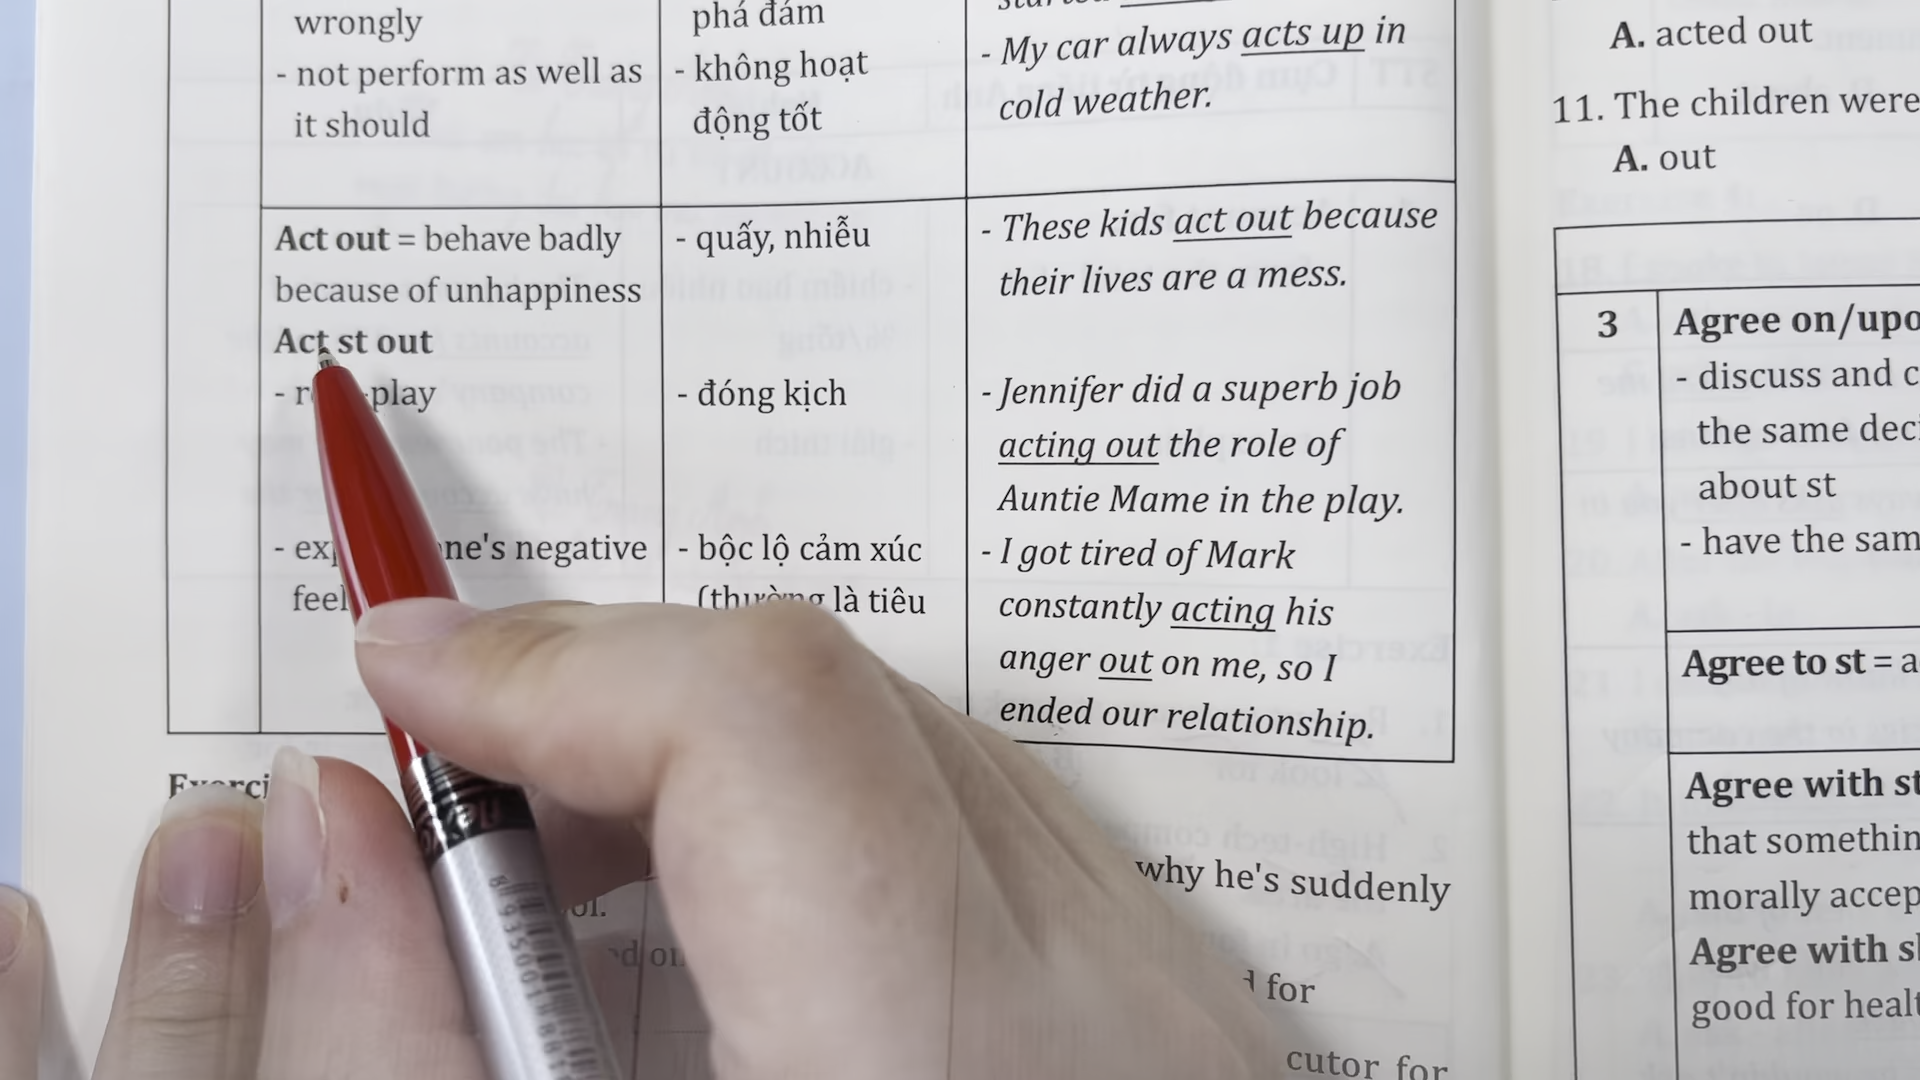 wrongly
- not perform as well as
it should
phá đám
- không hoạt
động tốt
- My car always acts up in
cold weather.
Act out = behave badly
because of unhappiness
Act st out
play
negative
- quấy, nhiễu
- đóng kịch
- bộc lộ cảm xúc
(thường là tiêu
- These kids act out because
their lives are a mess.
- Jennifer did a superb job
acting out the role of
Auntie Mame in the play.
- I got tired of Mark
constantly acting his
anger out on me, so I
ended our relationship.
why he's suddenly
for
for
A. acted out
11. The children were
A. out
3
Agree on/upo
- discuss and c
the same deci
about st
- have the sam
Agree to st = a
Agree with st
that somethin
morally accep
Agree with s
good for healt